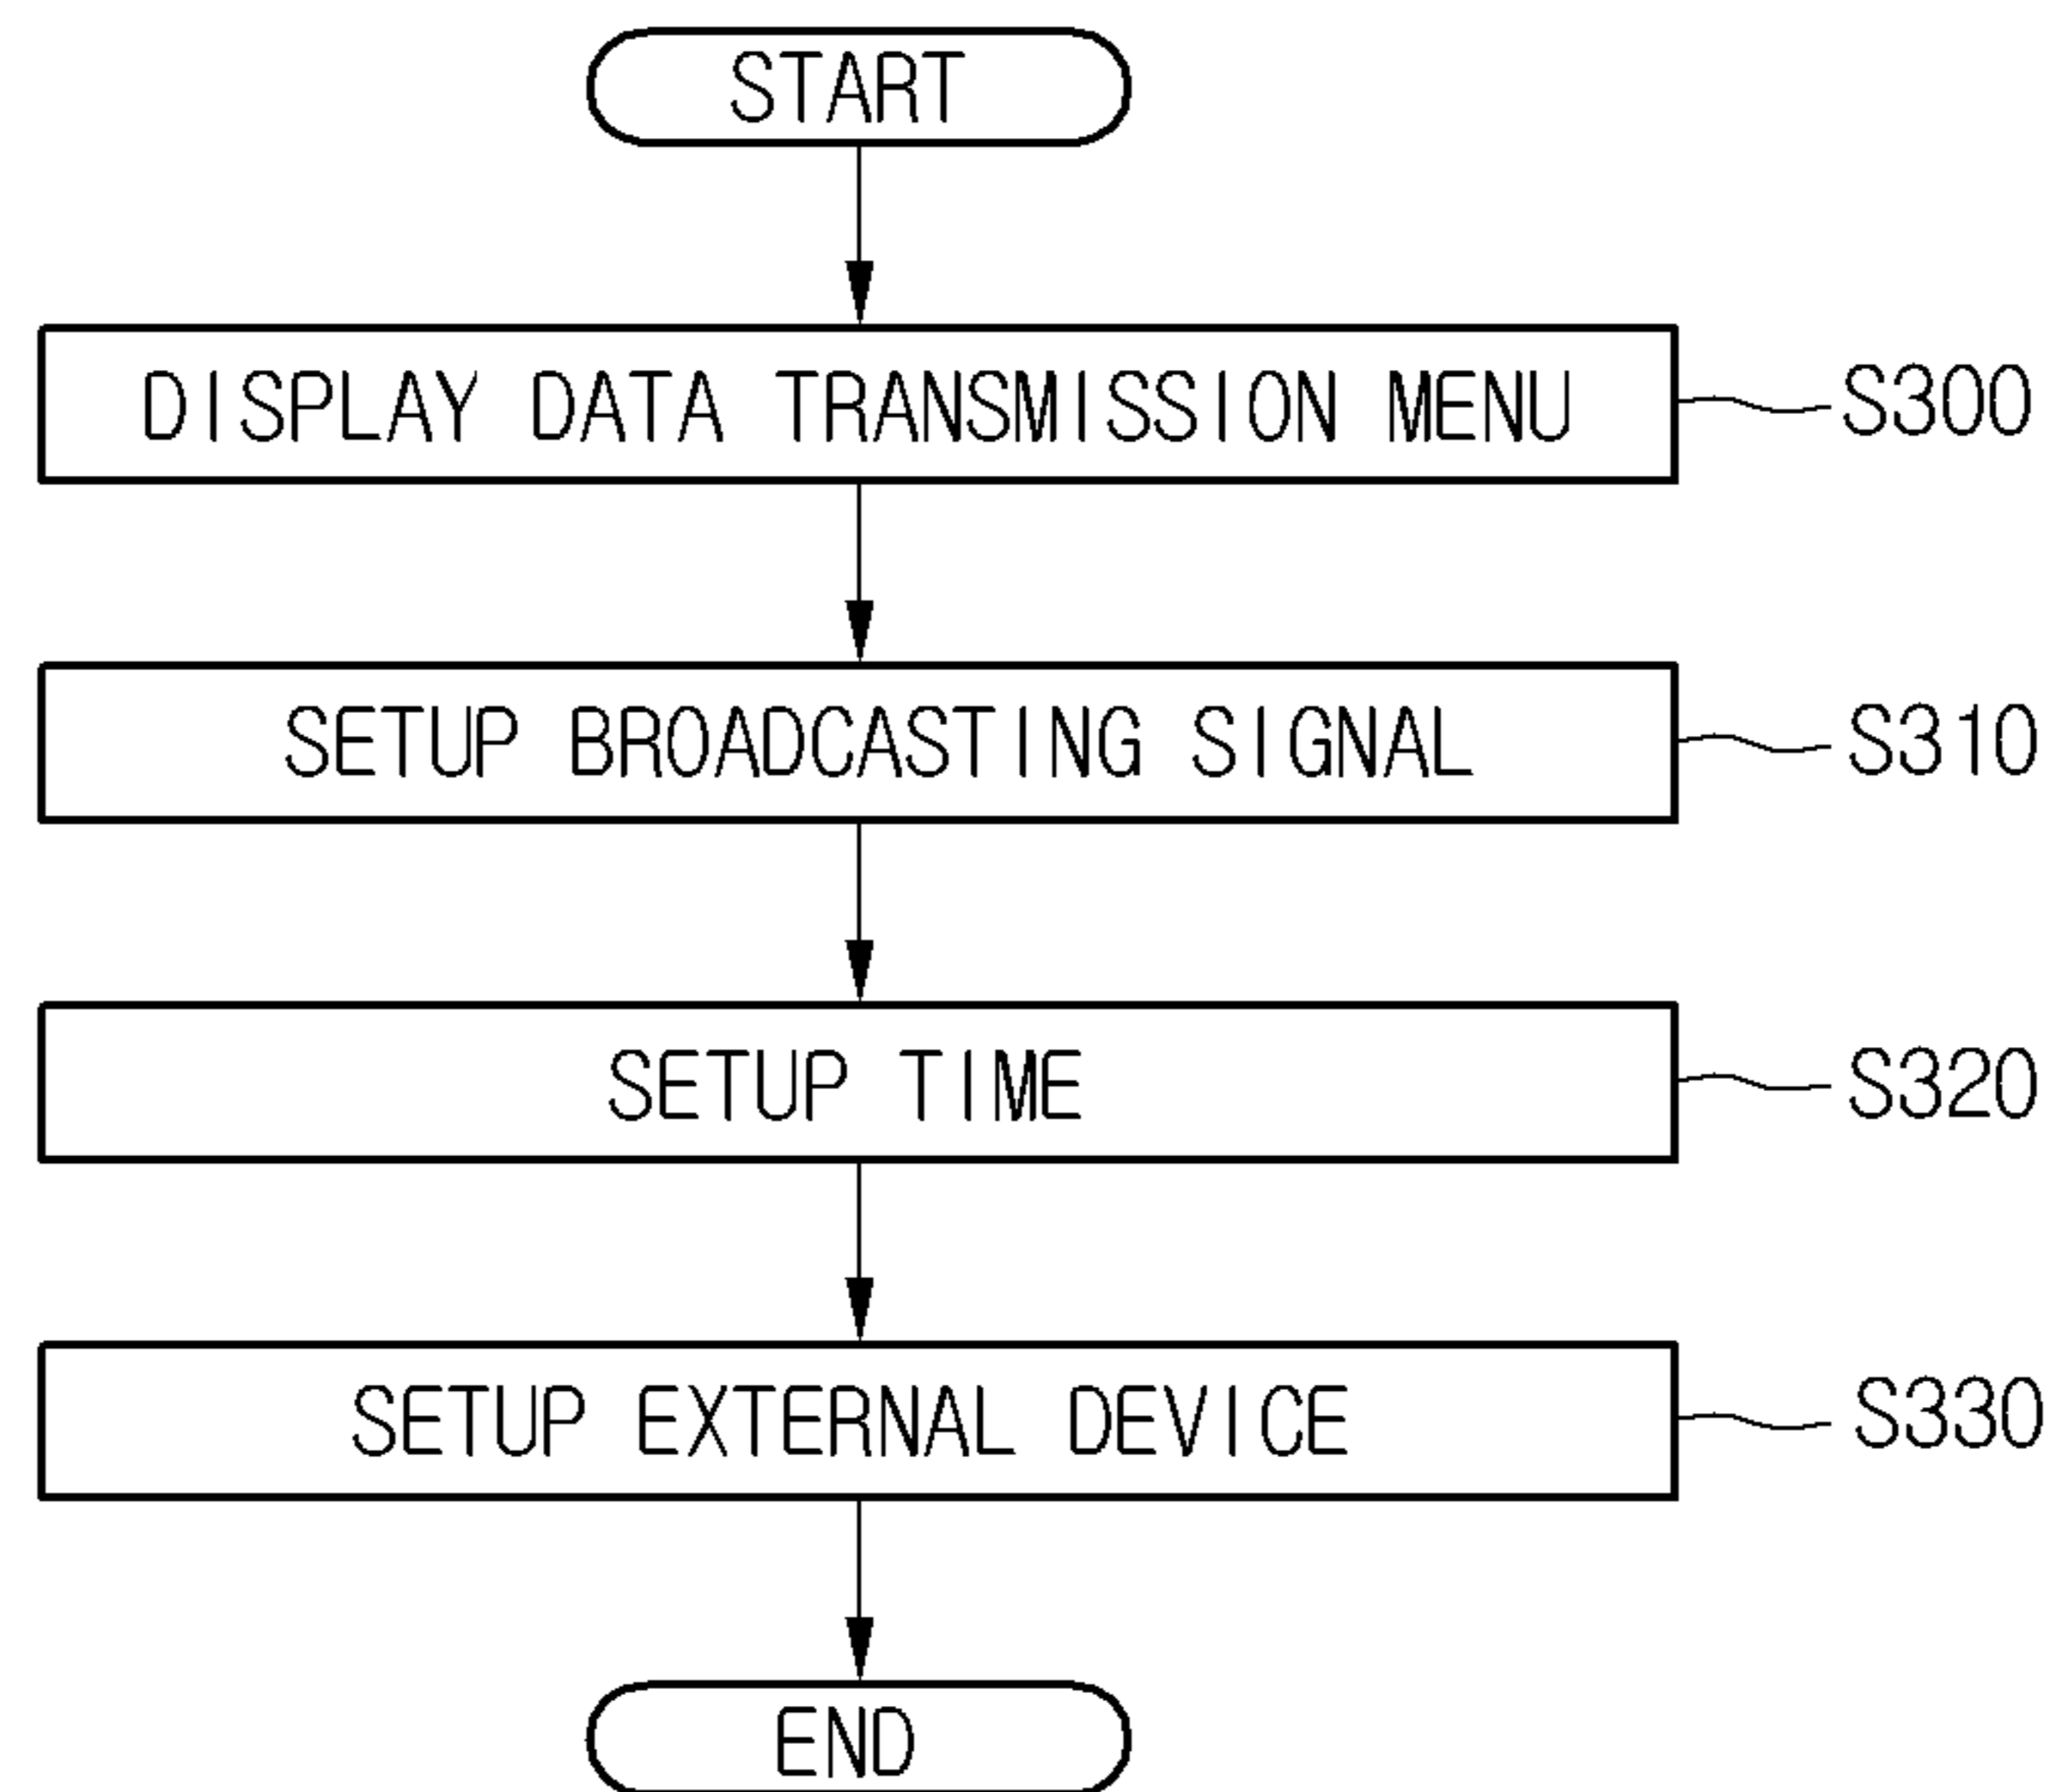 START
DISPLAY DATA TRANSMISSION MENU S300
SETUP BROADCASTING SIGNAL S310
SETUP TIME S320
SETUP EXTERNAL DEVICE S330
END